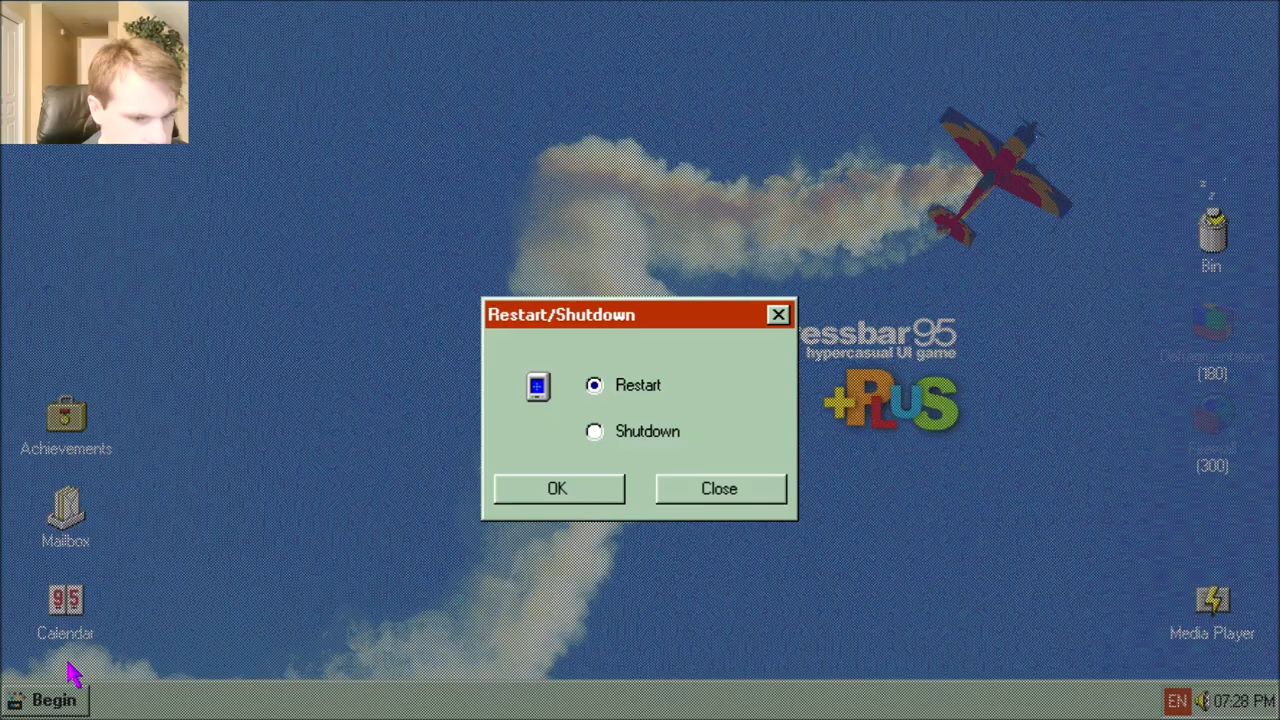 Restart/Shutdown
Restart
Shutdown
OK
Close
essbar95
hypercasual UI game
+PLUS
Achievements
Mailbox
95
Calendar
Bin
(180)
(300)
Media Player
Begin
EN
07:28 PM